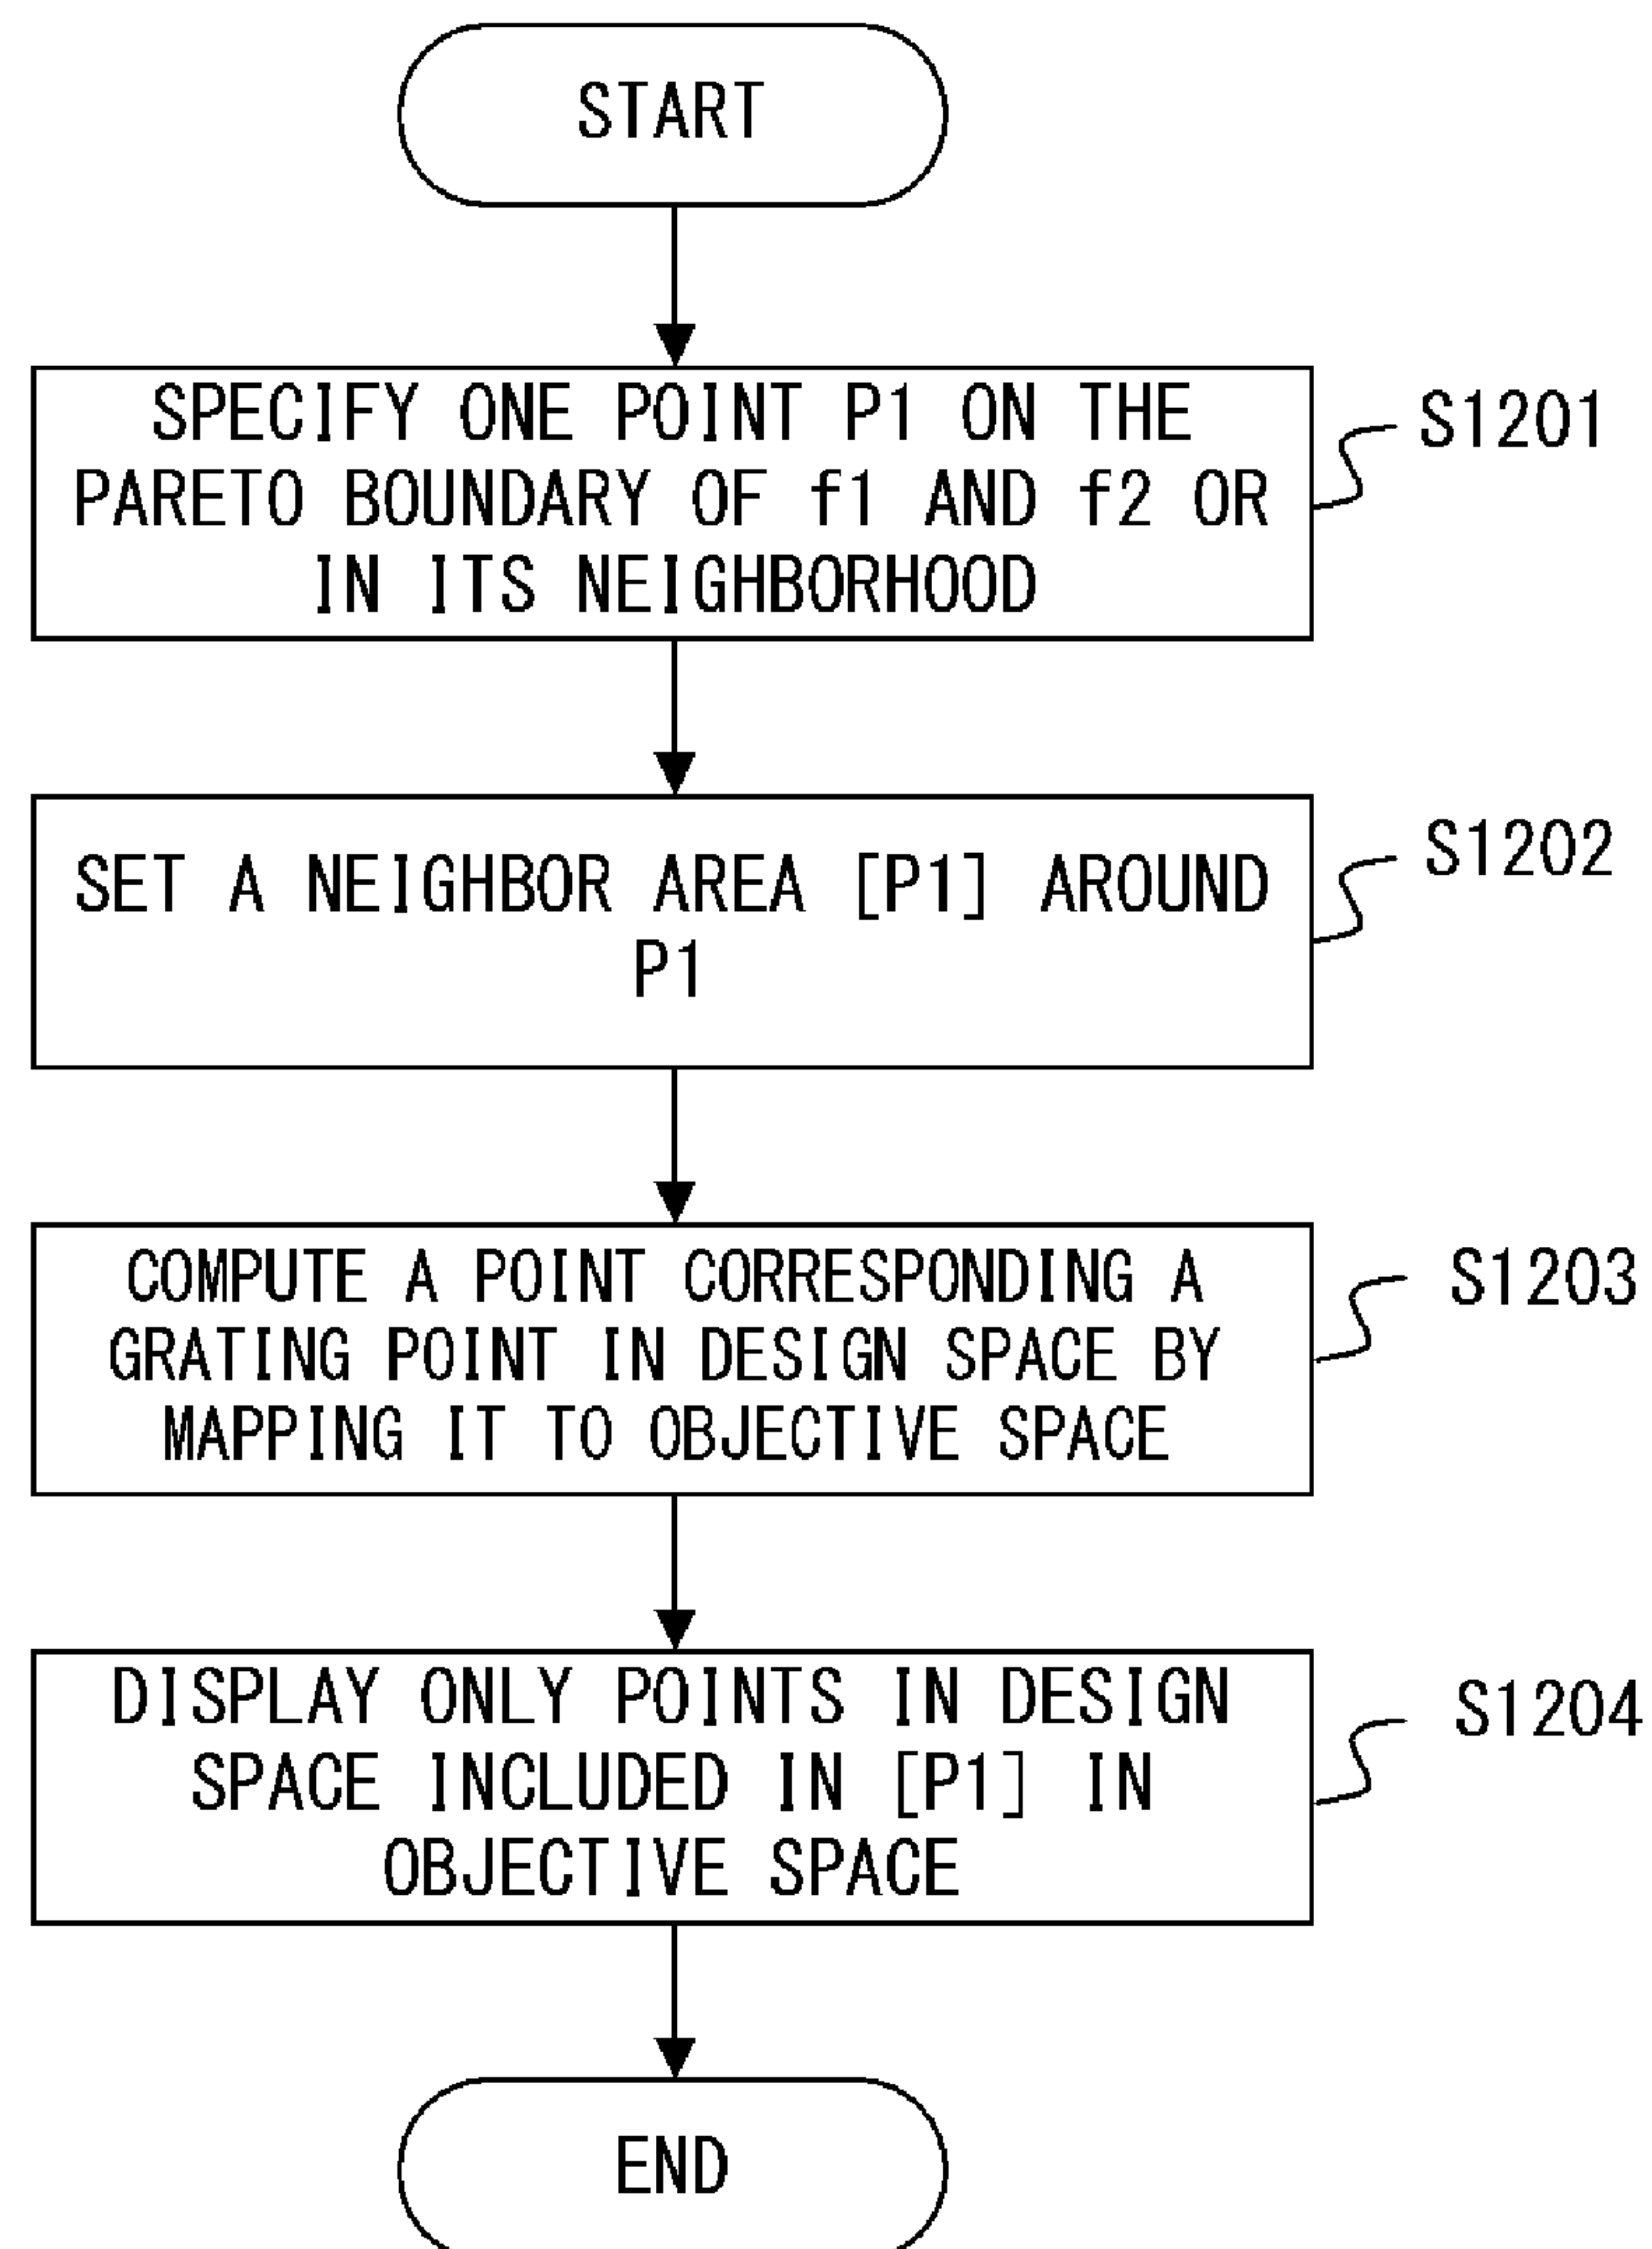 START
SPECIFY ONE POINT P1 ON THE
PARETO BOUNDARY OF f1 AND f2 OR
IN ITS NEIGHBORHOOD
S1201
SET A NEIGHBOR AREA [P1] AROUND
P1
S1202
COMPUTE A POINT CORRESPONDING A
GRATING POINT IN DESIGN SPACE BY
MAPPING IT TO OBJECTIVE SPACE
S1203
DISPLAY ONLY POINTS IN DESIGN
SPACE INCLUDED IN [P1] IN
OBJECTIVE SPACE
S1204
END